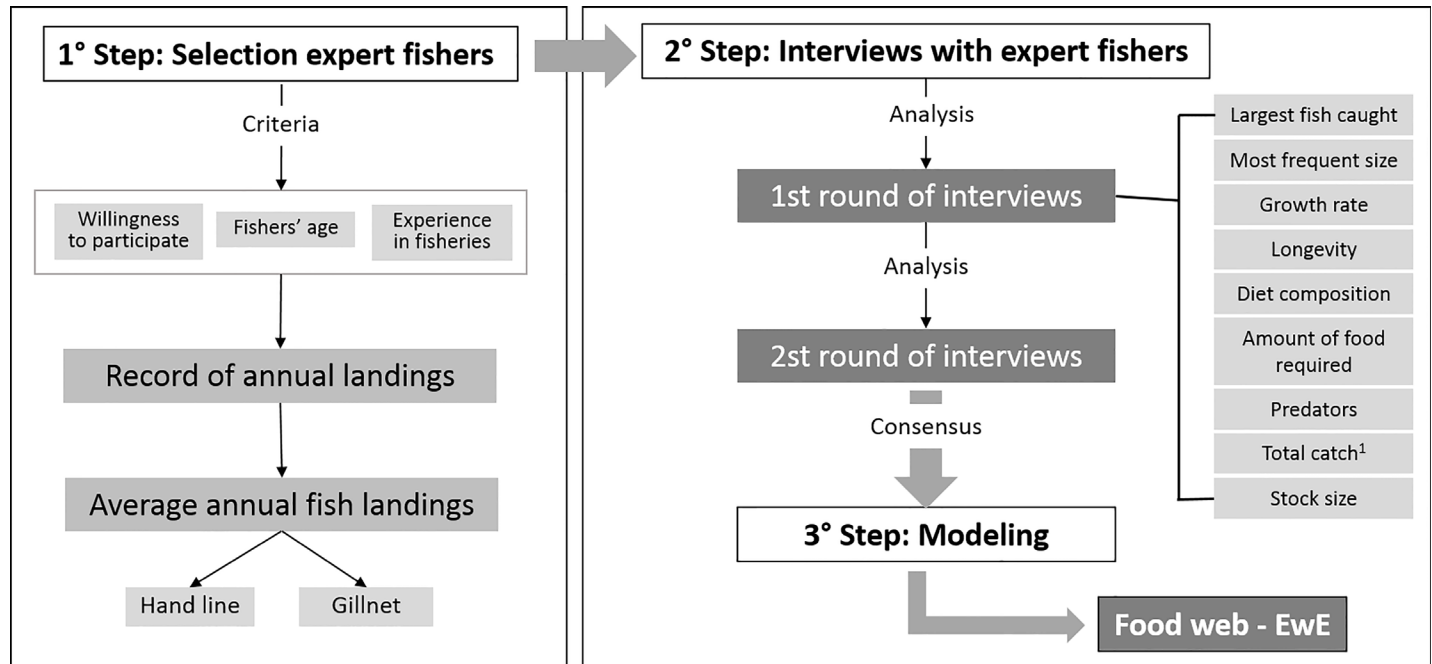 1° Step: Selection expert fishers
Criteria
Willingness
to participate
Fishers' age
Experience
in fisheries
Record of annual landings
Average annual fish landings
Hand line
Gillnet
2° Step: Interviews with expert fishers
Analysis
1st round of interviews
Analysis
2st round of interviews
Consensus
3° Step: Modeling
Food web - EwE
Largest fish caught
Most frequent size
Growth rate
Longevity
Diet composition
Amount of food
required
Predators
Total catch¹
Stock size